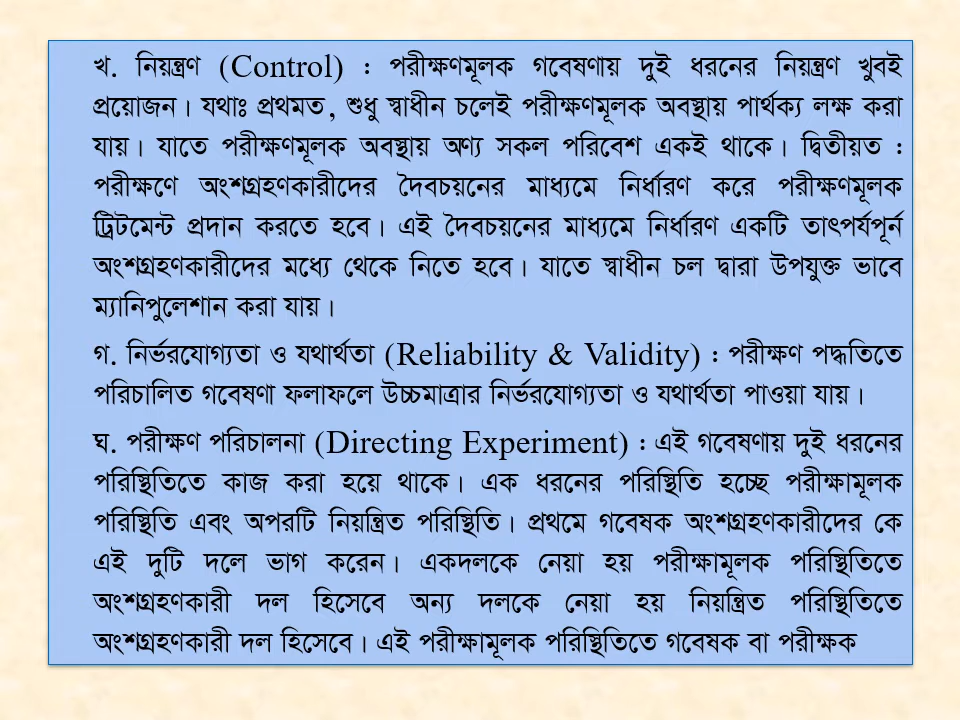 খ. নিয়ন্ত্রণ (Control) : পরীক্ষণমূলক গবেষণায় দুই ধরনের নিয়ন্ত্রণ খুবই
প্রয়োজন। যথাঃ প্রথমত, শুধু স্বাধীন চলেই পরীক্ষণমূলক অবস্থায় পার্থক্য লক্ষ করা
যায়। যাতে পরীক্ষণমূলক অবস্থায় অণ্য সকল পরিবেশ একই থাকে। দ্বিতীয়ত :
পরীক্ষণে অংশগ্রহণকারীদের দৈবচয়নের মাধ্যমে নির্ধারণ করে পরীক্ষণমূলক
ট্রিটমেন্ট প্রদান করতে হবে। এই দৈবচয়নের মাধ্যমে নির্ধারণ একটি তাৎপর্যপূর্ন
অংশগ্রহণকারীদের মধ্যে থেকে নিতে হবে। যাতে স্বাধীন চল দ্বারা উপযুক্ত ভাবে
ম্যানিপুলেশান করা যায়।
গ. নির্ভরযোগ্যতা ও যথার্থতা (Reliability & Validity) : পরীক্ষণ পদ্ধতিতে
পরিচালিত গবেষণা ফলাফলে উচ্চমাত্রার নির্ভরযোগ্যতা ও যথার্থতা পাওয়া যায়।
ঘ. পরীক্ষণ পরিচালনা (Directing Experiment) : এই গবেষণায় দুই ধরনের
পরিস্থিতিতে কাজ করা হয়ে থাকে। এক ধরনের পরিস্থিতি হচ্ছে পরীক্ষামূলক
পরিস্থিতি এবং অপরটি নিয়ন্ত্রিত পরিস্থিতি। প্রথমে গবেষক অংশগ্রহণকারীদের কে
এই দুটি দলে ভাগ করেন। একদলকে নেয়া হয় পরীক্ষামূলক পরিস্থিতিতে
অংশগ্রহণকারী দল হিসেবে অন্য দলকে নেয়া হয় নিয়ন্ত্রিত পরিস্থিতিতে
অংশগ্রহণকারী দল হিসেবে। এই পরীক্ষামূলক পরিস্থিতিতে গবেষক বা পরীক্ষক